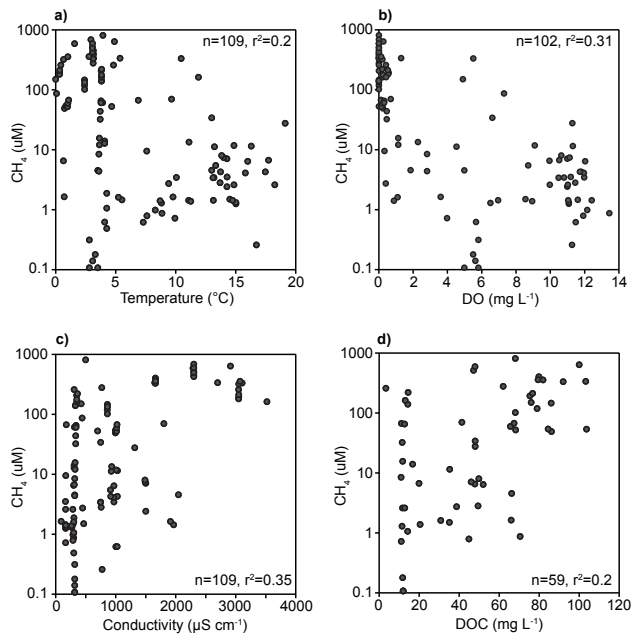 a)
n=109, r²=0.2
1000
100
10
1
0.1
CH₄ (uM)
0
5
10
15
20
Temperature (°C)
b)
n=102, r²=0.31
1000
100
10
1
0.1
CH₄ (uM)
0
2
4
6
8
10
12
14
DO (mg L⁻¹)
c)
1000
100
10
1
0.1
CH₄ (uM)
n=109, r²=0.35
0
1000
2000
3000
4000
Conductivity (µS cm⁻¹)
d)
1000
100
10
1
0.1
CH₄ (uM)
n=59, r²=0.2
0
20
40
60
80
100
120
DOC (mg L⁻¹)